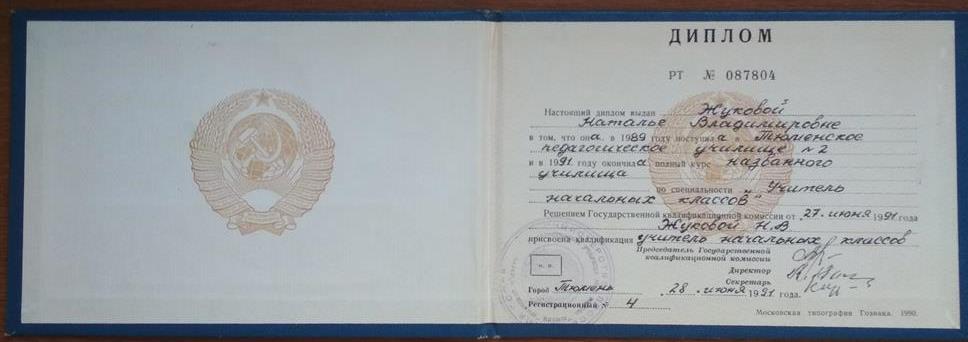 ДИПЛОМ
РТ № 087804
Настоящий диплом выдан Жуковой
Наталье Владимировне
в том, что она в 1989 году поступила в Тюменское
педагогическое училище №2
и в 1991 году окончила полный курс названного
училища
по специальности "Учитель
начальных классов"
Решением Государственной квалификационной комиссии от 27 июня 1991 года
Жуковой Н.В
присвоена квалификация учитель начальных классов
Председатель Государственной
квалификационной комиссии
Директор
Секретарь
м. п.
Город Тюмень 28 июня 1991 года.
Регистрационный № 4
Московская типография Гознака. 1990.